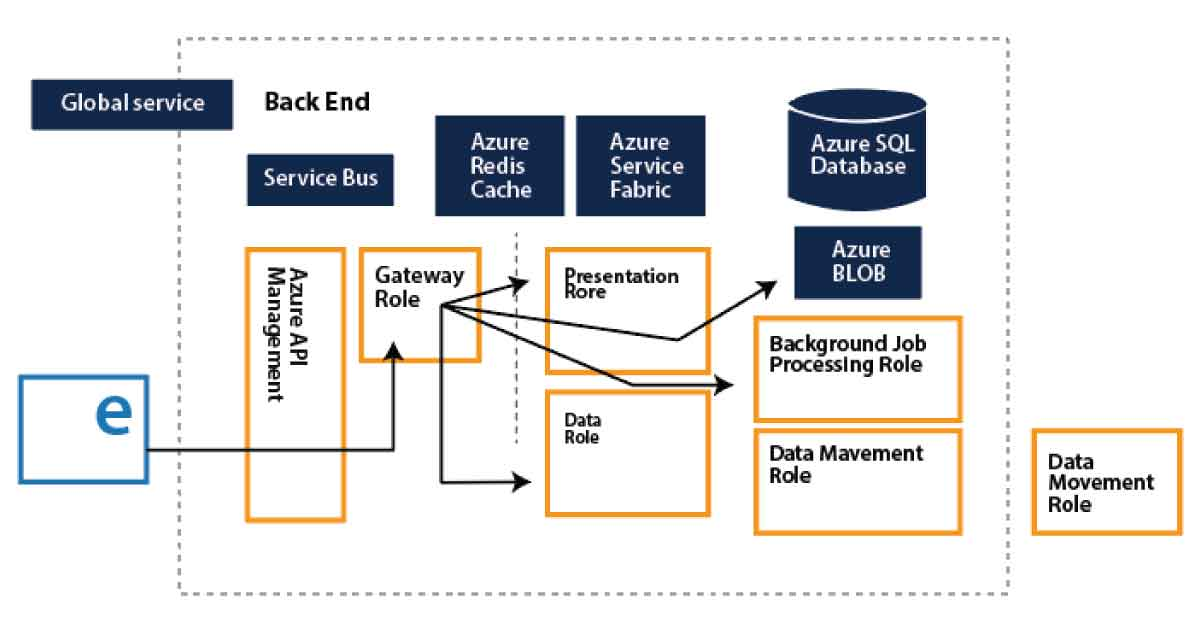 Global service
Back End
Service Bus
Azure
Redis
Cache
Azure
Service
Fabric
Azure SQL
Database
Azure
BLOB
Azure API
Management
Gateway
Role
Presentation
Rore
Background Job
Processing Role
e
Data
Role
Data Mavement
Role
Data
Movement
Role